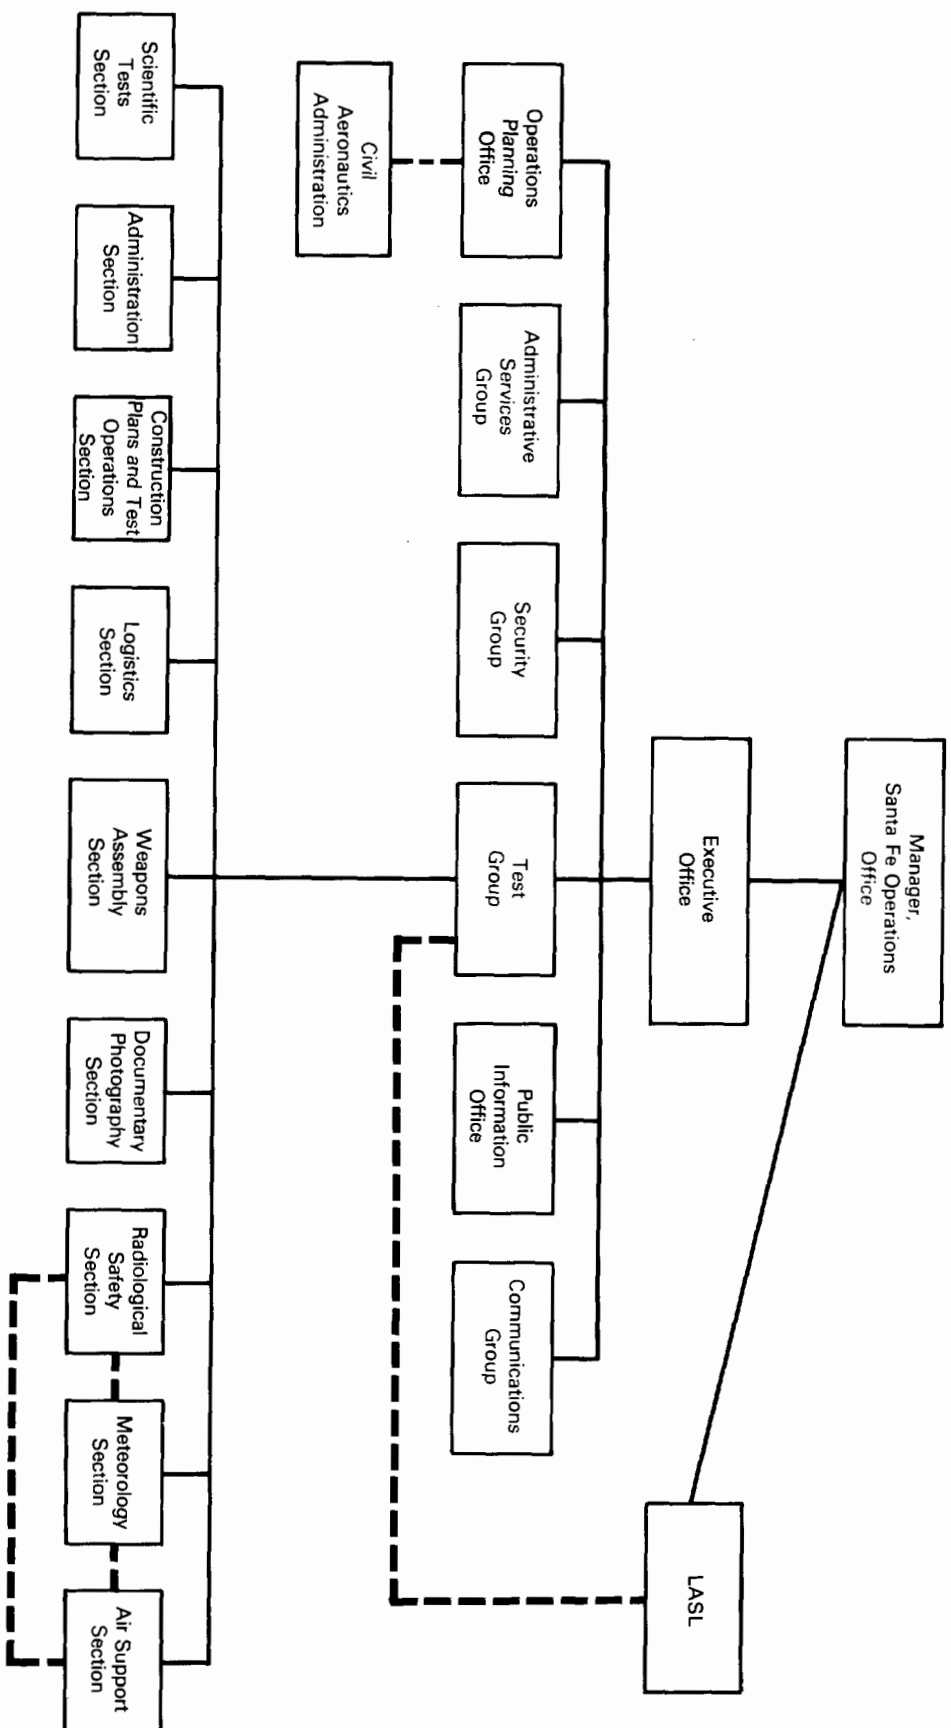 Manager,
Santa Fe Operations
Office
Executive
Office
LASL
Operations
Planning
Office
Administrative
Services
Group
Security
Group
Test
Group
Public
Information
Office
Communications
Group
Civil
Aeronautics
Administration
Scientific
Tests
Section
Administration
Section
Construction
Plans and Test
Operations
Section
Logistics
Section
Weapons
Assembly
Section
Documentary
Photography
Section
Radiological
Safety
Section
Meteorology
Section
Air Support
Section